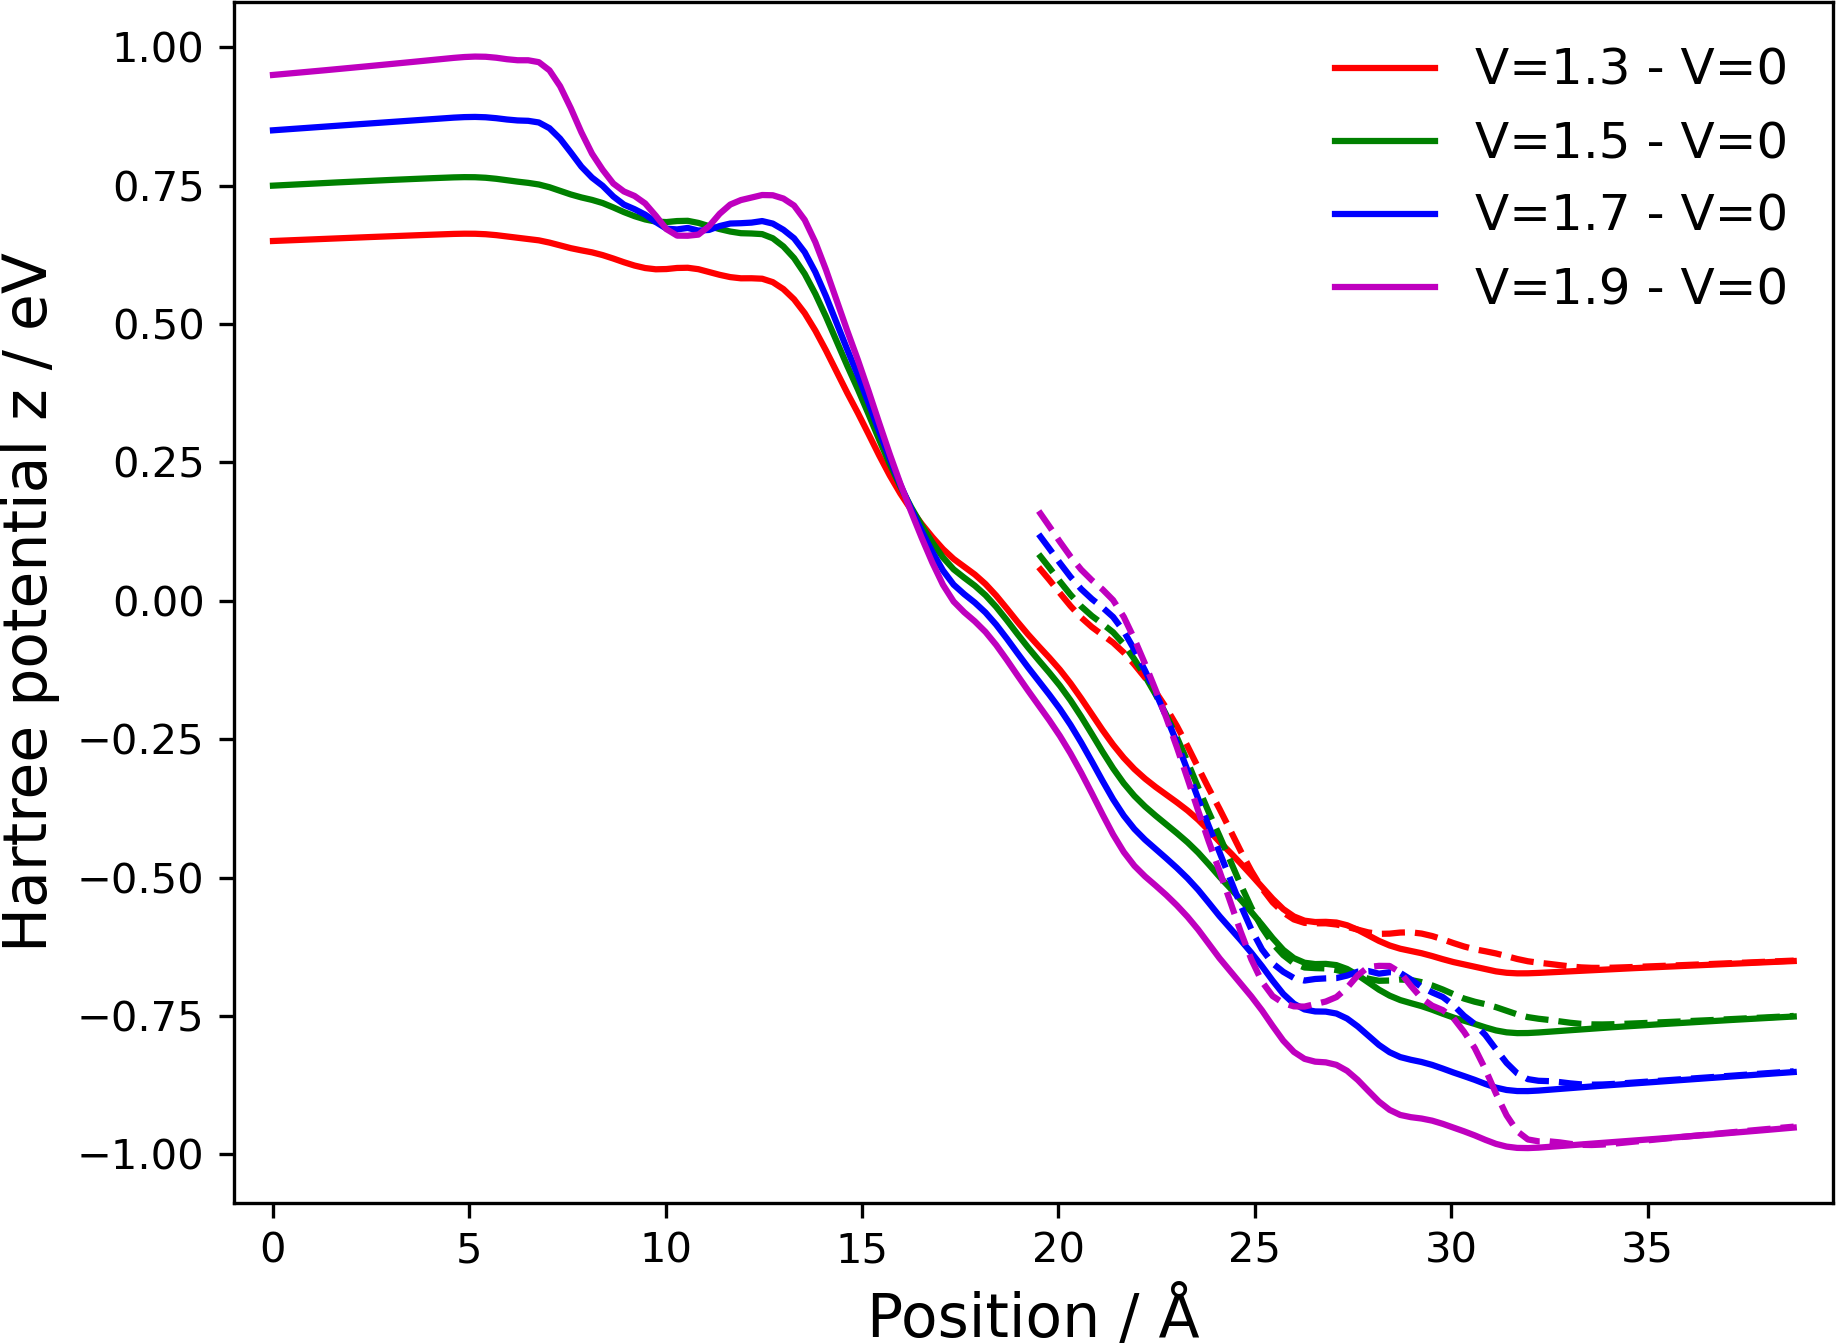 Hartree potential z / eV
1.00
0.75
0.50
0.25
0.00
−0.25
−0.50
−0.75
−1.00
V=1.3 - V=0
V=1.5 - V=0
V=1.7 - V=0
V=1.9 - V=0
0 5 10 15 20 25 30 35
Position / Å